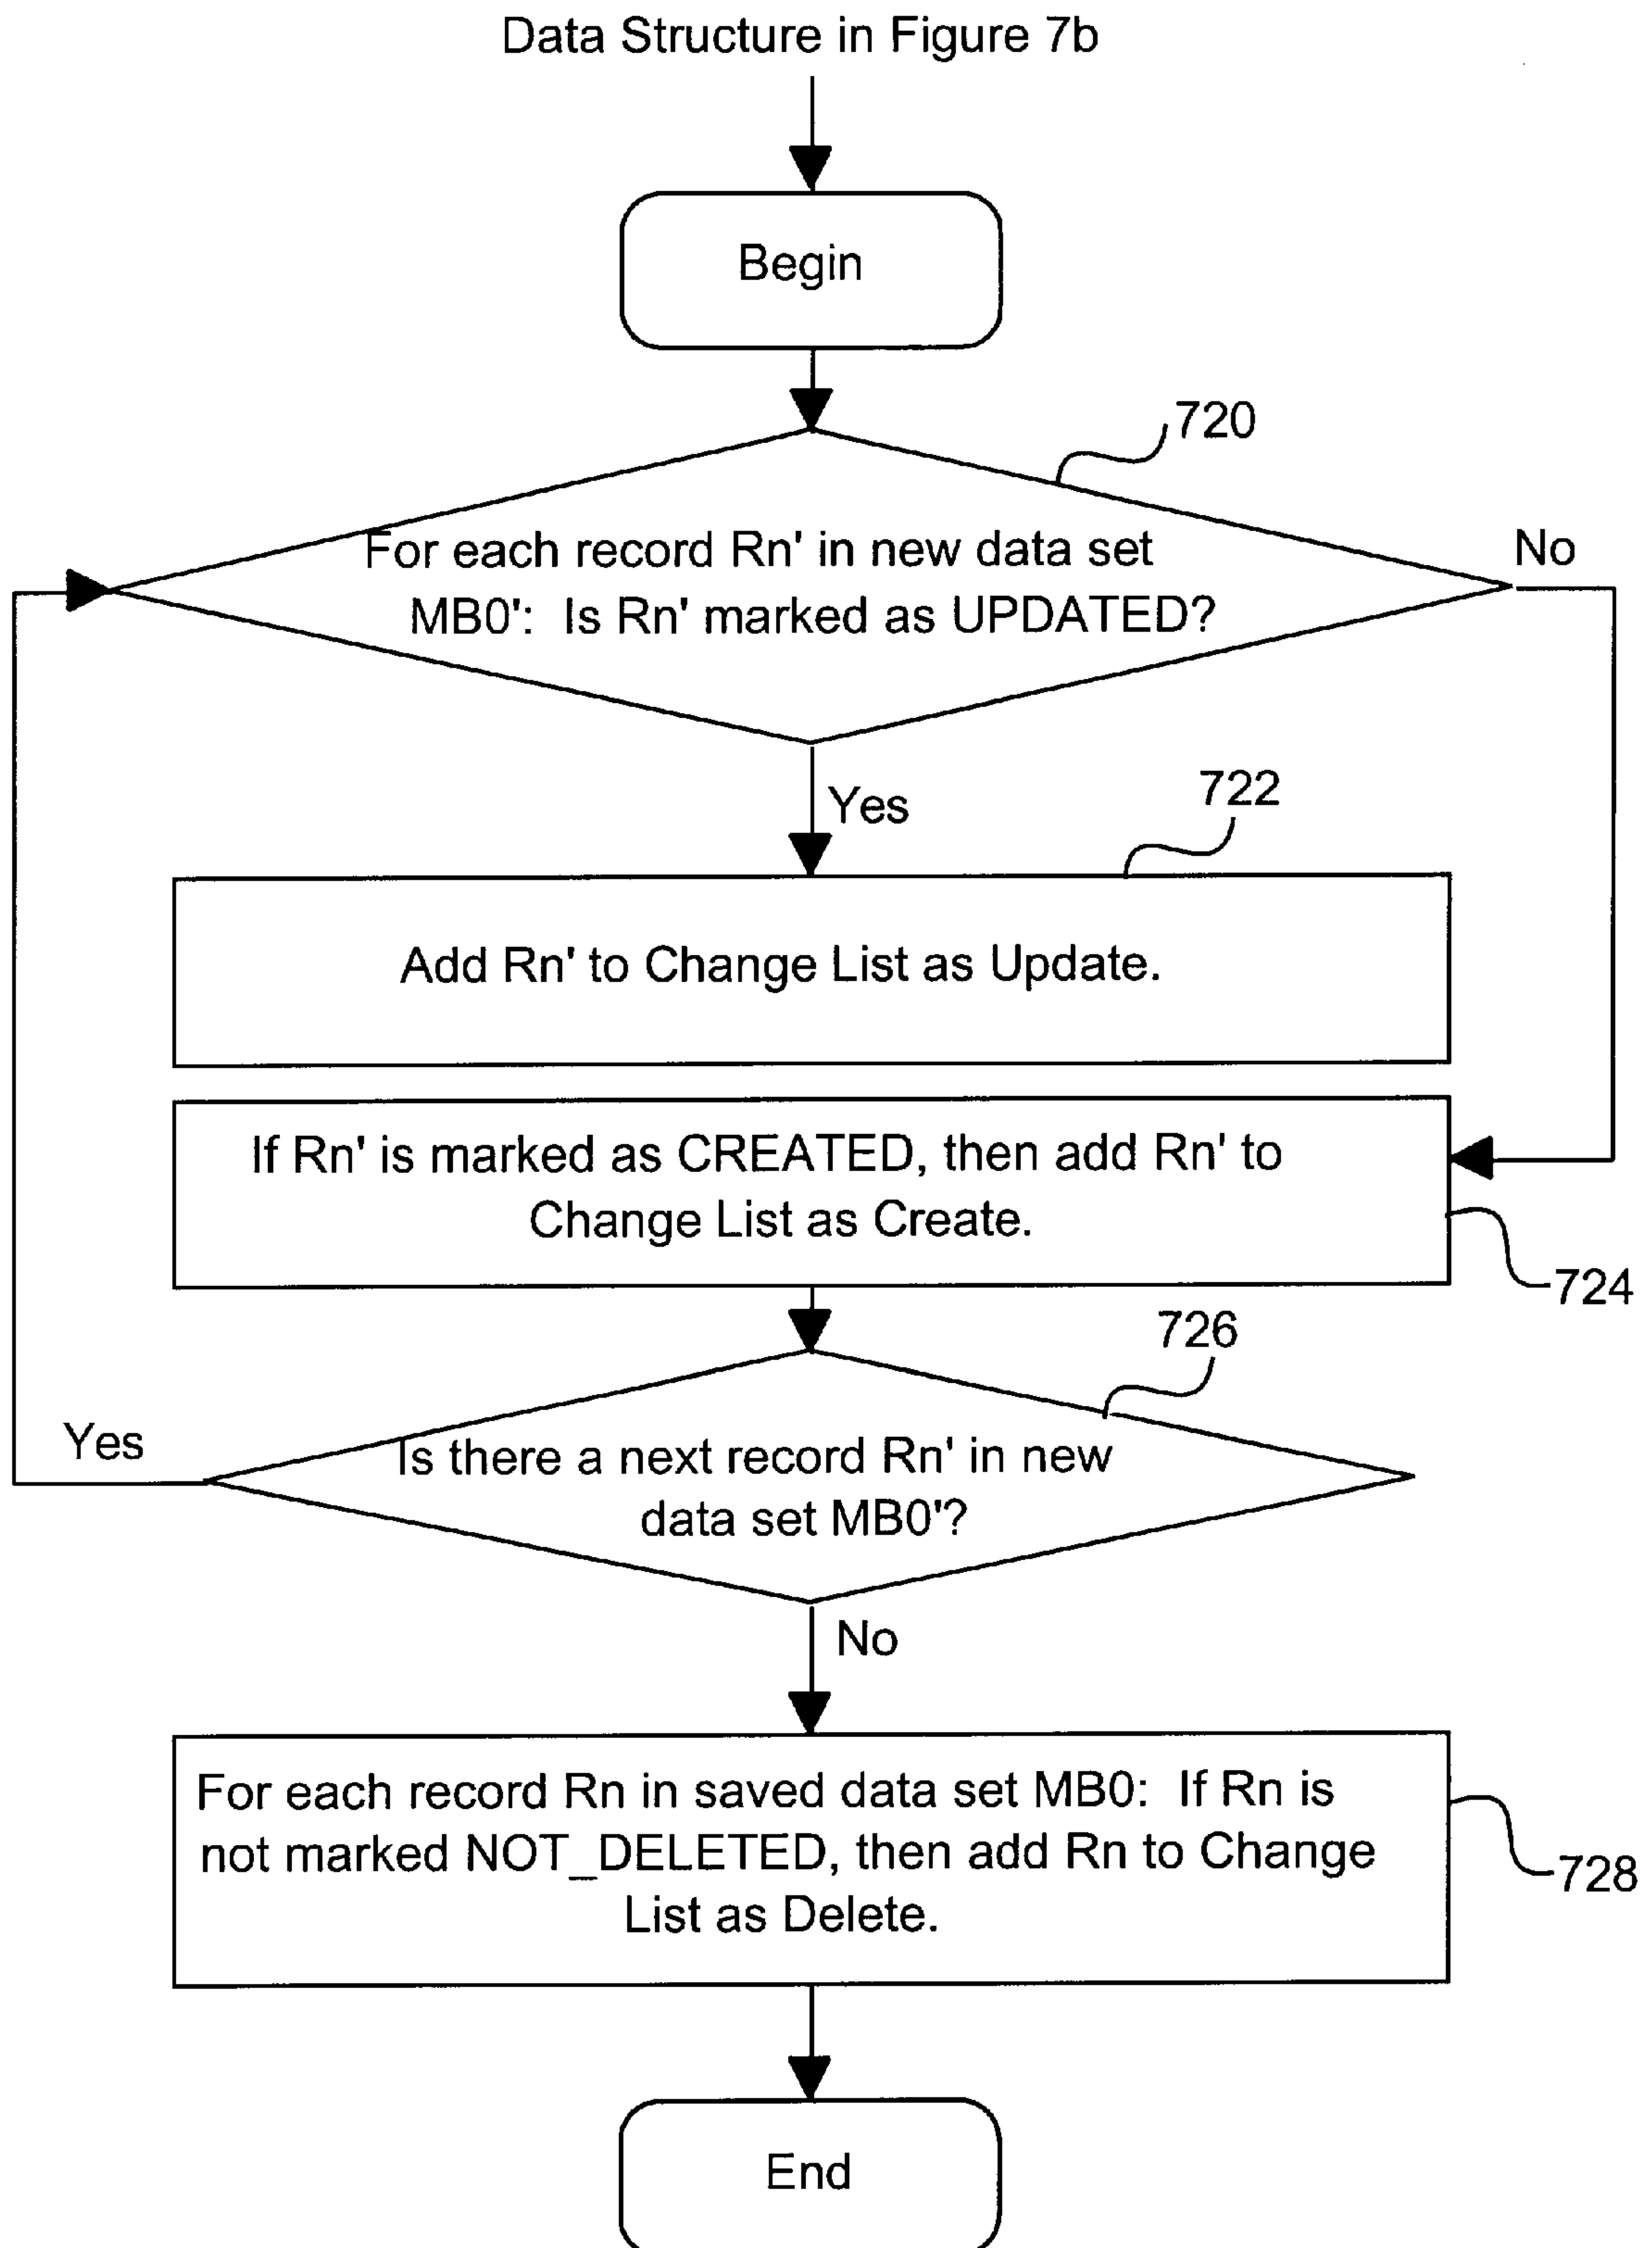 Data Structure in Figure 7b
Begin
720
For each record Rn' in new data set
MB0': Is Rn' marked as UPDATED?
No
Yes
722
Add Rn' to Change List as Update.
If Rn' is marked as CREATED, then add Rn' to
Change List as Create.
724
726
Yes
Is there a next record Rn' in new
data set MB0'?
No
For each record Rn in saved data set MB0: If Rn is
not marked NOT_DELETED, then add Rn to Change
List as Delete.
728
End